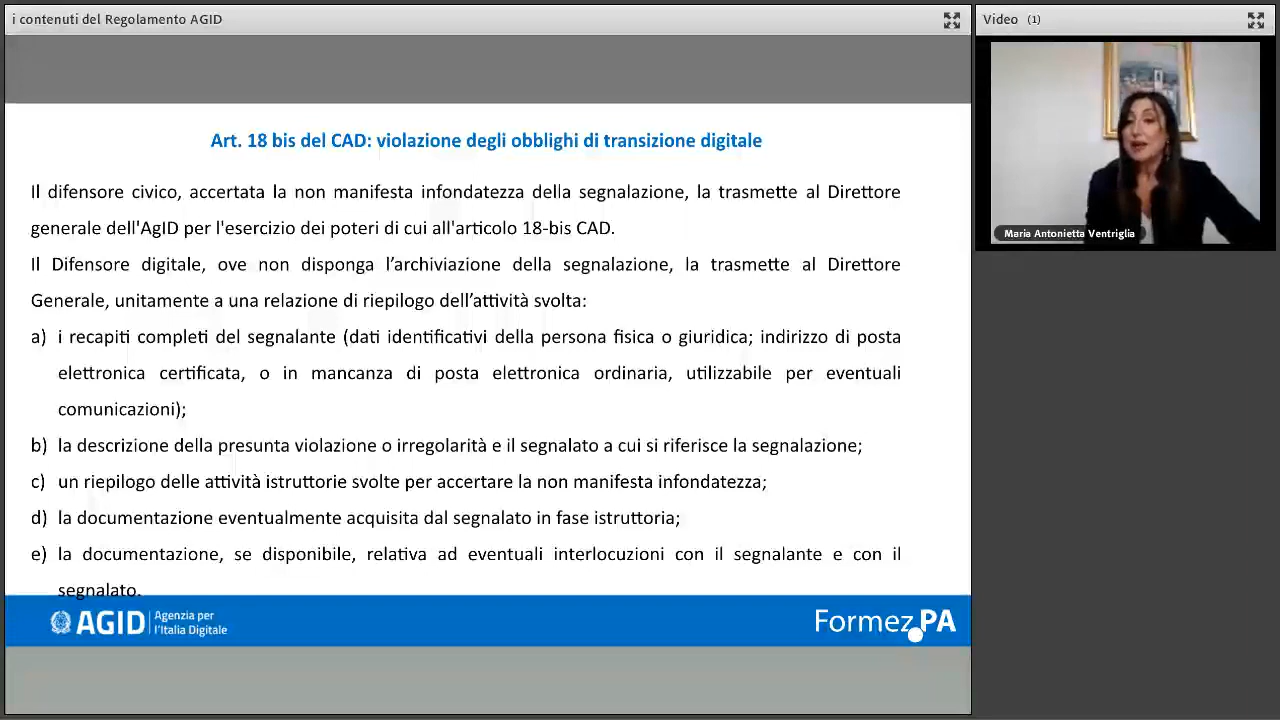 i contenuti del Regolamento AGID
Video (1)
Maria Antonietta Ventriglia
Art. 18 bis del CAD: violazione degli obblighi di transizione digitale
Il difensore civico, accertata la non manifesta infondatezza della segnalazione, la trasmette al Direttore
generale dell'AgID per l'esercizio dei poteri di cui all'articolo 18-bis CAD.
Il Difensore digitale, ove non disponga l’archiviazione della segnalazione, la trasmette al Direttore
Generale, unitamente a una relazione di riepilogo dell’attività svolta:
a) i recapiti completi del segnalante (dati identificativi della persona fisica o giuridica; indirizzo di posta
elettronica certificata, o in mancanza di posta elettronica ordinaria, utilizzabile per eventuali
comunicazioni);
b) la descrizione della presunta violazione o irregolarità e il segnalato a cui si riferisce la segnalazione;
c) un riepilogo delle attività istruttorie svolte per accertare la non manifesta infondatezza;
d) la documentazione eventualmente acquisita dal segnalato in fase istruttoria;
e) la documentazione, se disponibile, relativa ad eventuali interlocuzioni con il segnalante e con il
segnalato.
AGID
Agenzia per
l'Italia Digitale
Formez.PA